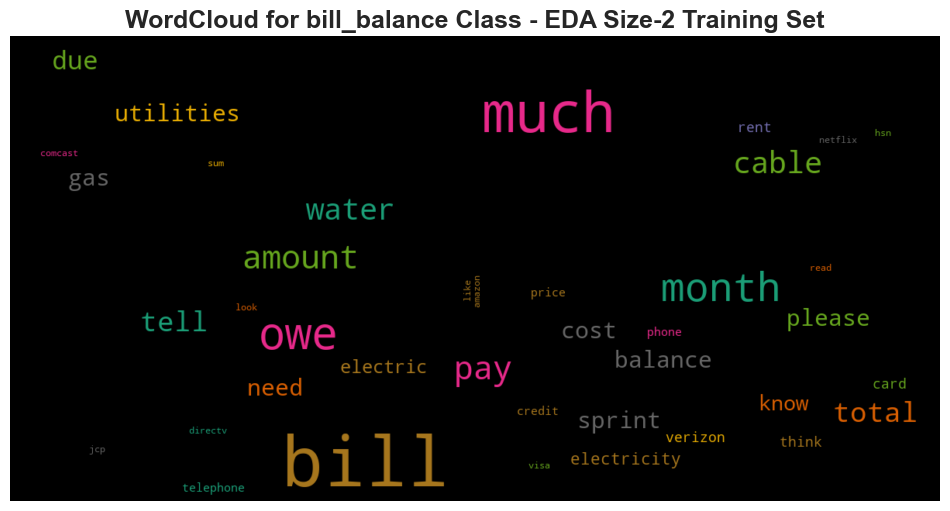 WordCloud for bill_balance Class - EDA Size-2 Training Set
due
utilities
much
rent
netflix
hsn
comcast
sum
cable
gas
water
amount
read
month
like
amazon
price
look
tell
owe
please
cost
phone
balance
electric
pay
need
card
know
total
credit
sprint
directv
verizon
think
bill
jcp
electricity
visa
telephone